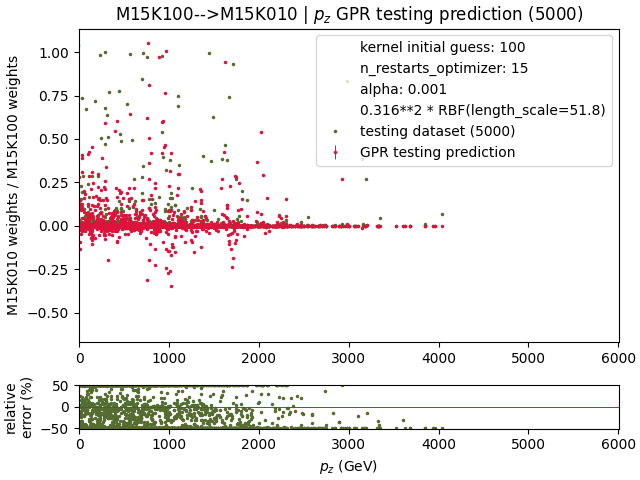 M15K100-->M15K010 | p_z GPR testing prediction (5000)
kernel initial guess: 100
n_restarts_optimizer: 15
alpha: 0.001
0.316**2 * RBF(length_scale=51.8)
testing dataset (5000)
GPR testing prediction
M15K010 weights / M15K100 weights
1.00
0.75
0.50
0.25
0.00
−0.25
−0.50
0 1000 2000 3000 4000 5000 6000
relative
error (%)
50
0
−50
0 1000 2000 3000 4000 5000 6000
p_z (GeV)